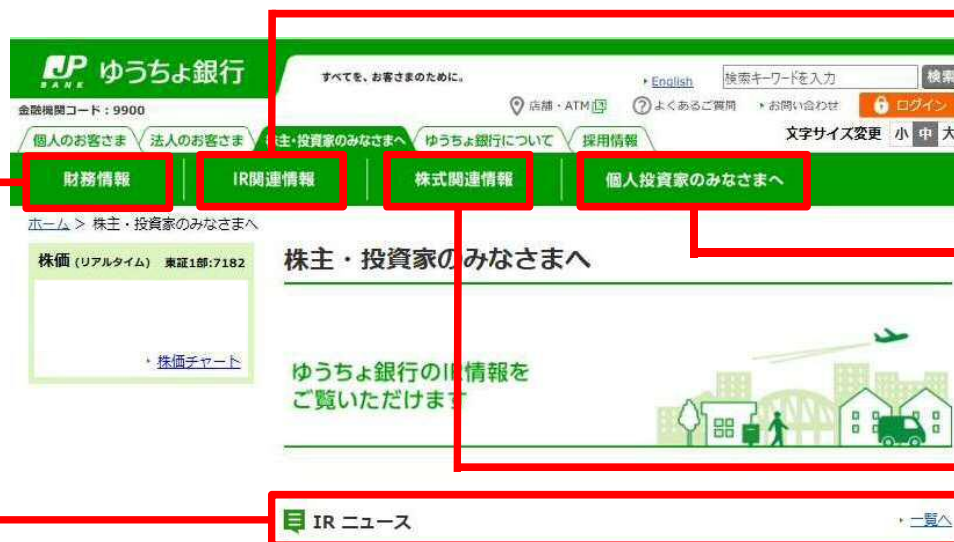 JP BANK ゆうちょ銀行
すべてを、お客さまのために。
English 検索キーワードを入力 検索
金融機関コード：9900
店舗・ATM よくあるご質問 お問い合わせ ログイン
個人のお客さま 法人のお客さま 株主・投資家のみなさまへ ゆうちょ銀行について 採用情報 文字サイズ変更 小 中 大
財務情報 IR関連情報 株式関連情報 個人投資家のみなさまへ
ホーム > 株主・投資家のみなさまへ
株価 (リアルタイム) 東証1部:7182
株価チャート
株主・投資家のみなさまへ
ゆうちょ銀行のIR情報を
ご覧いただけます
IR ニュース 一覧へ